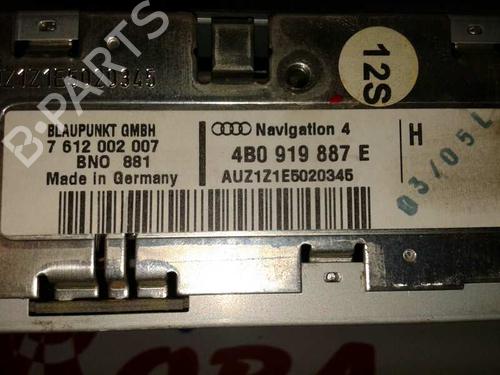 UZ1Z1E5020345
12S
B-PARTS
BLAUPUNKT GMBH
7 612 002 007
BNO 881
Made in Germany
Navigation 4
4B0 919 887 E
AUZ1Z1E5020345
H
03/05L